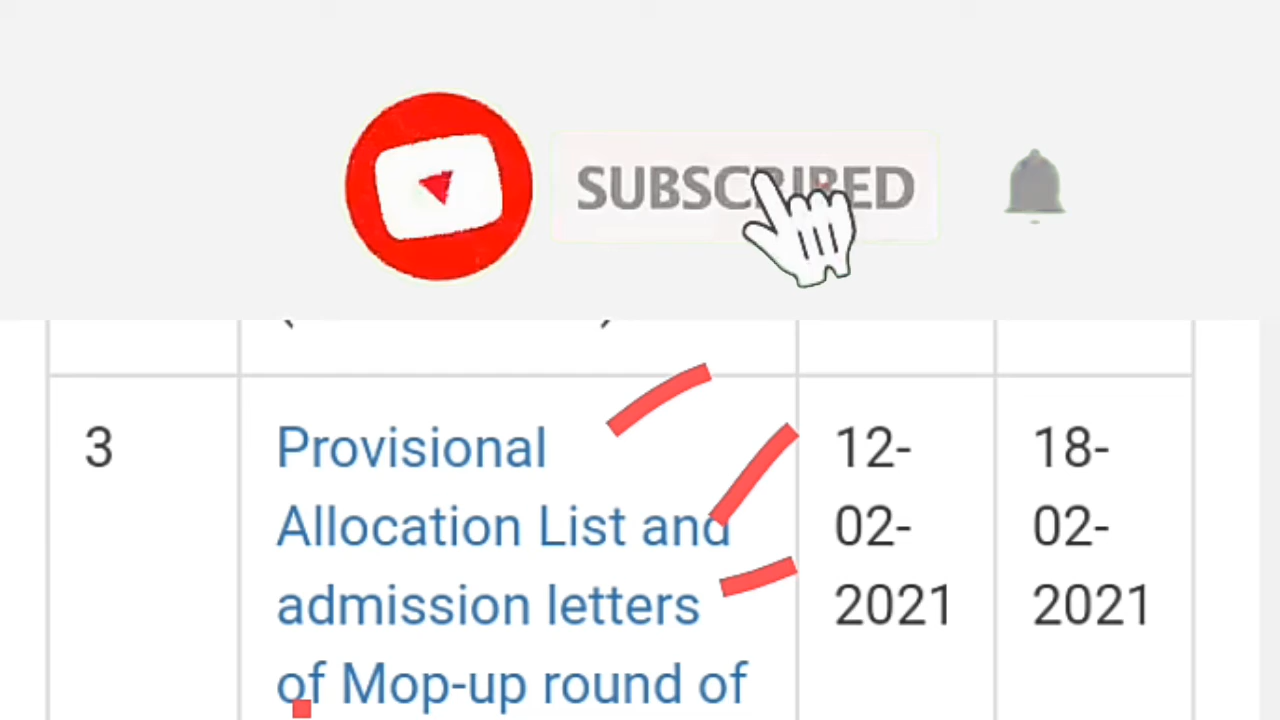 SUBSCRIBED
3
Provisional
Allocation List and
admission letters
of Mop-up round of
12-
02-
2021
18-
02-
2021